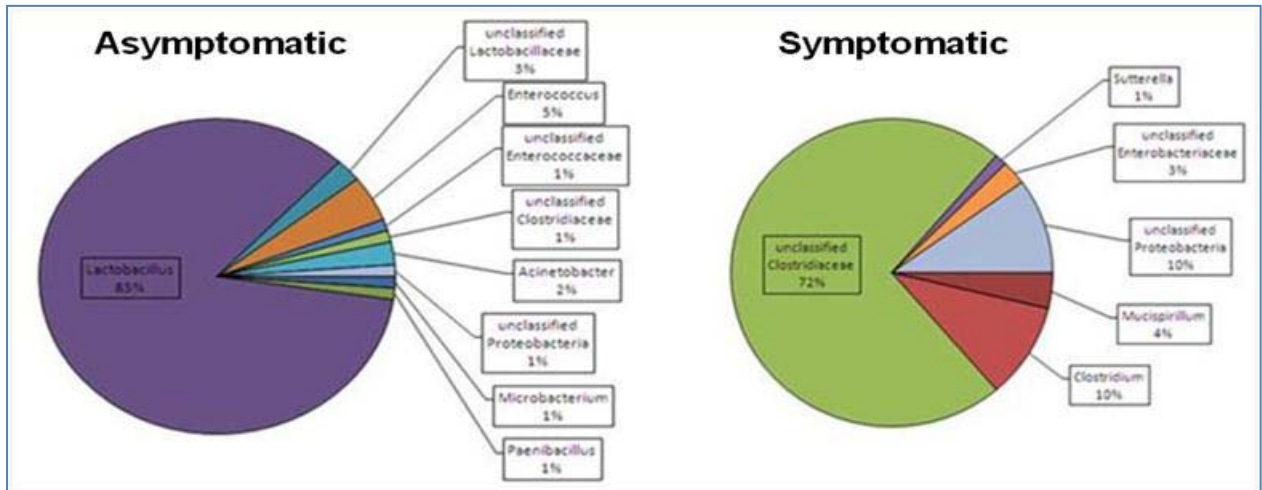 Asymptomatic
unclassified
Lactobacillaceae
3%
Enterococcus
5%
unclassified
Enterococcaceae
1%
unclassified
Clostridiaceae
1%
Acinetobacter
2%
unclassified
Proteobacteria
1%
Microbacterium
1%
Paenibacillus
1%
Lactobacillus
85%
Symptomatic
Sutterella
1%
unclassified
Enterobacteriaceae
3%
unclassified
Proteobacteria
10%
Mucispirillum
4%
Clostridium
10%
unclassified
Clostridiaceae
72%